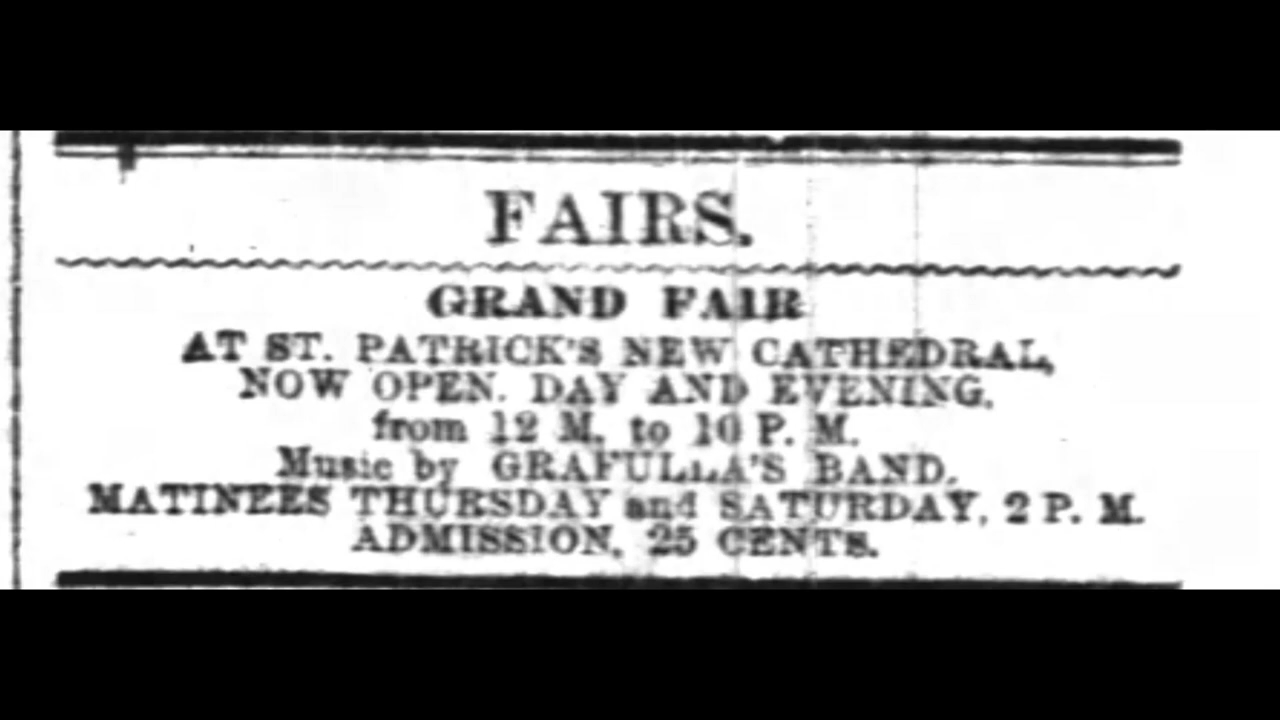 FAIRS.
GRAND FAIR
AT ST. PATRICK'S NEW CATHEDRAL,
NOW OPEN. DAY AND EVENING.
from 12 M. to 10 P. M.
Music by GRAFULLA'S BAND.
MATINEES THURSDAY and SATURDAY, 2 P. M.
ADMISSION, 25 CENTS.